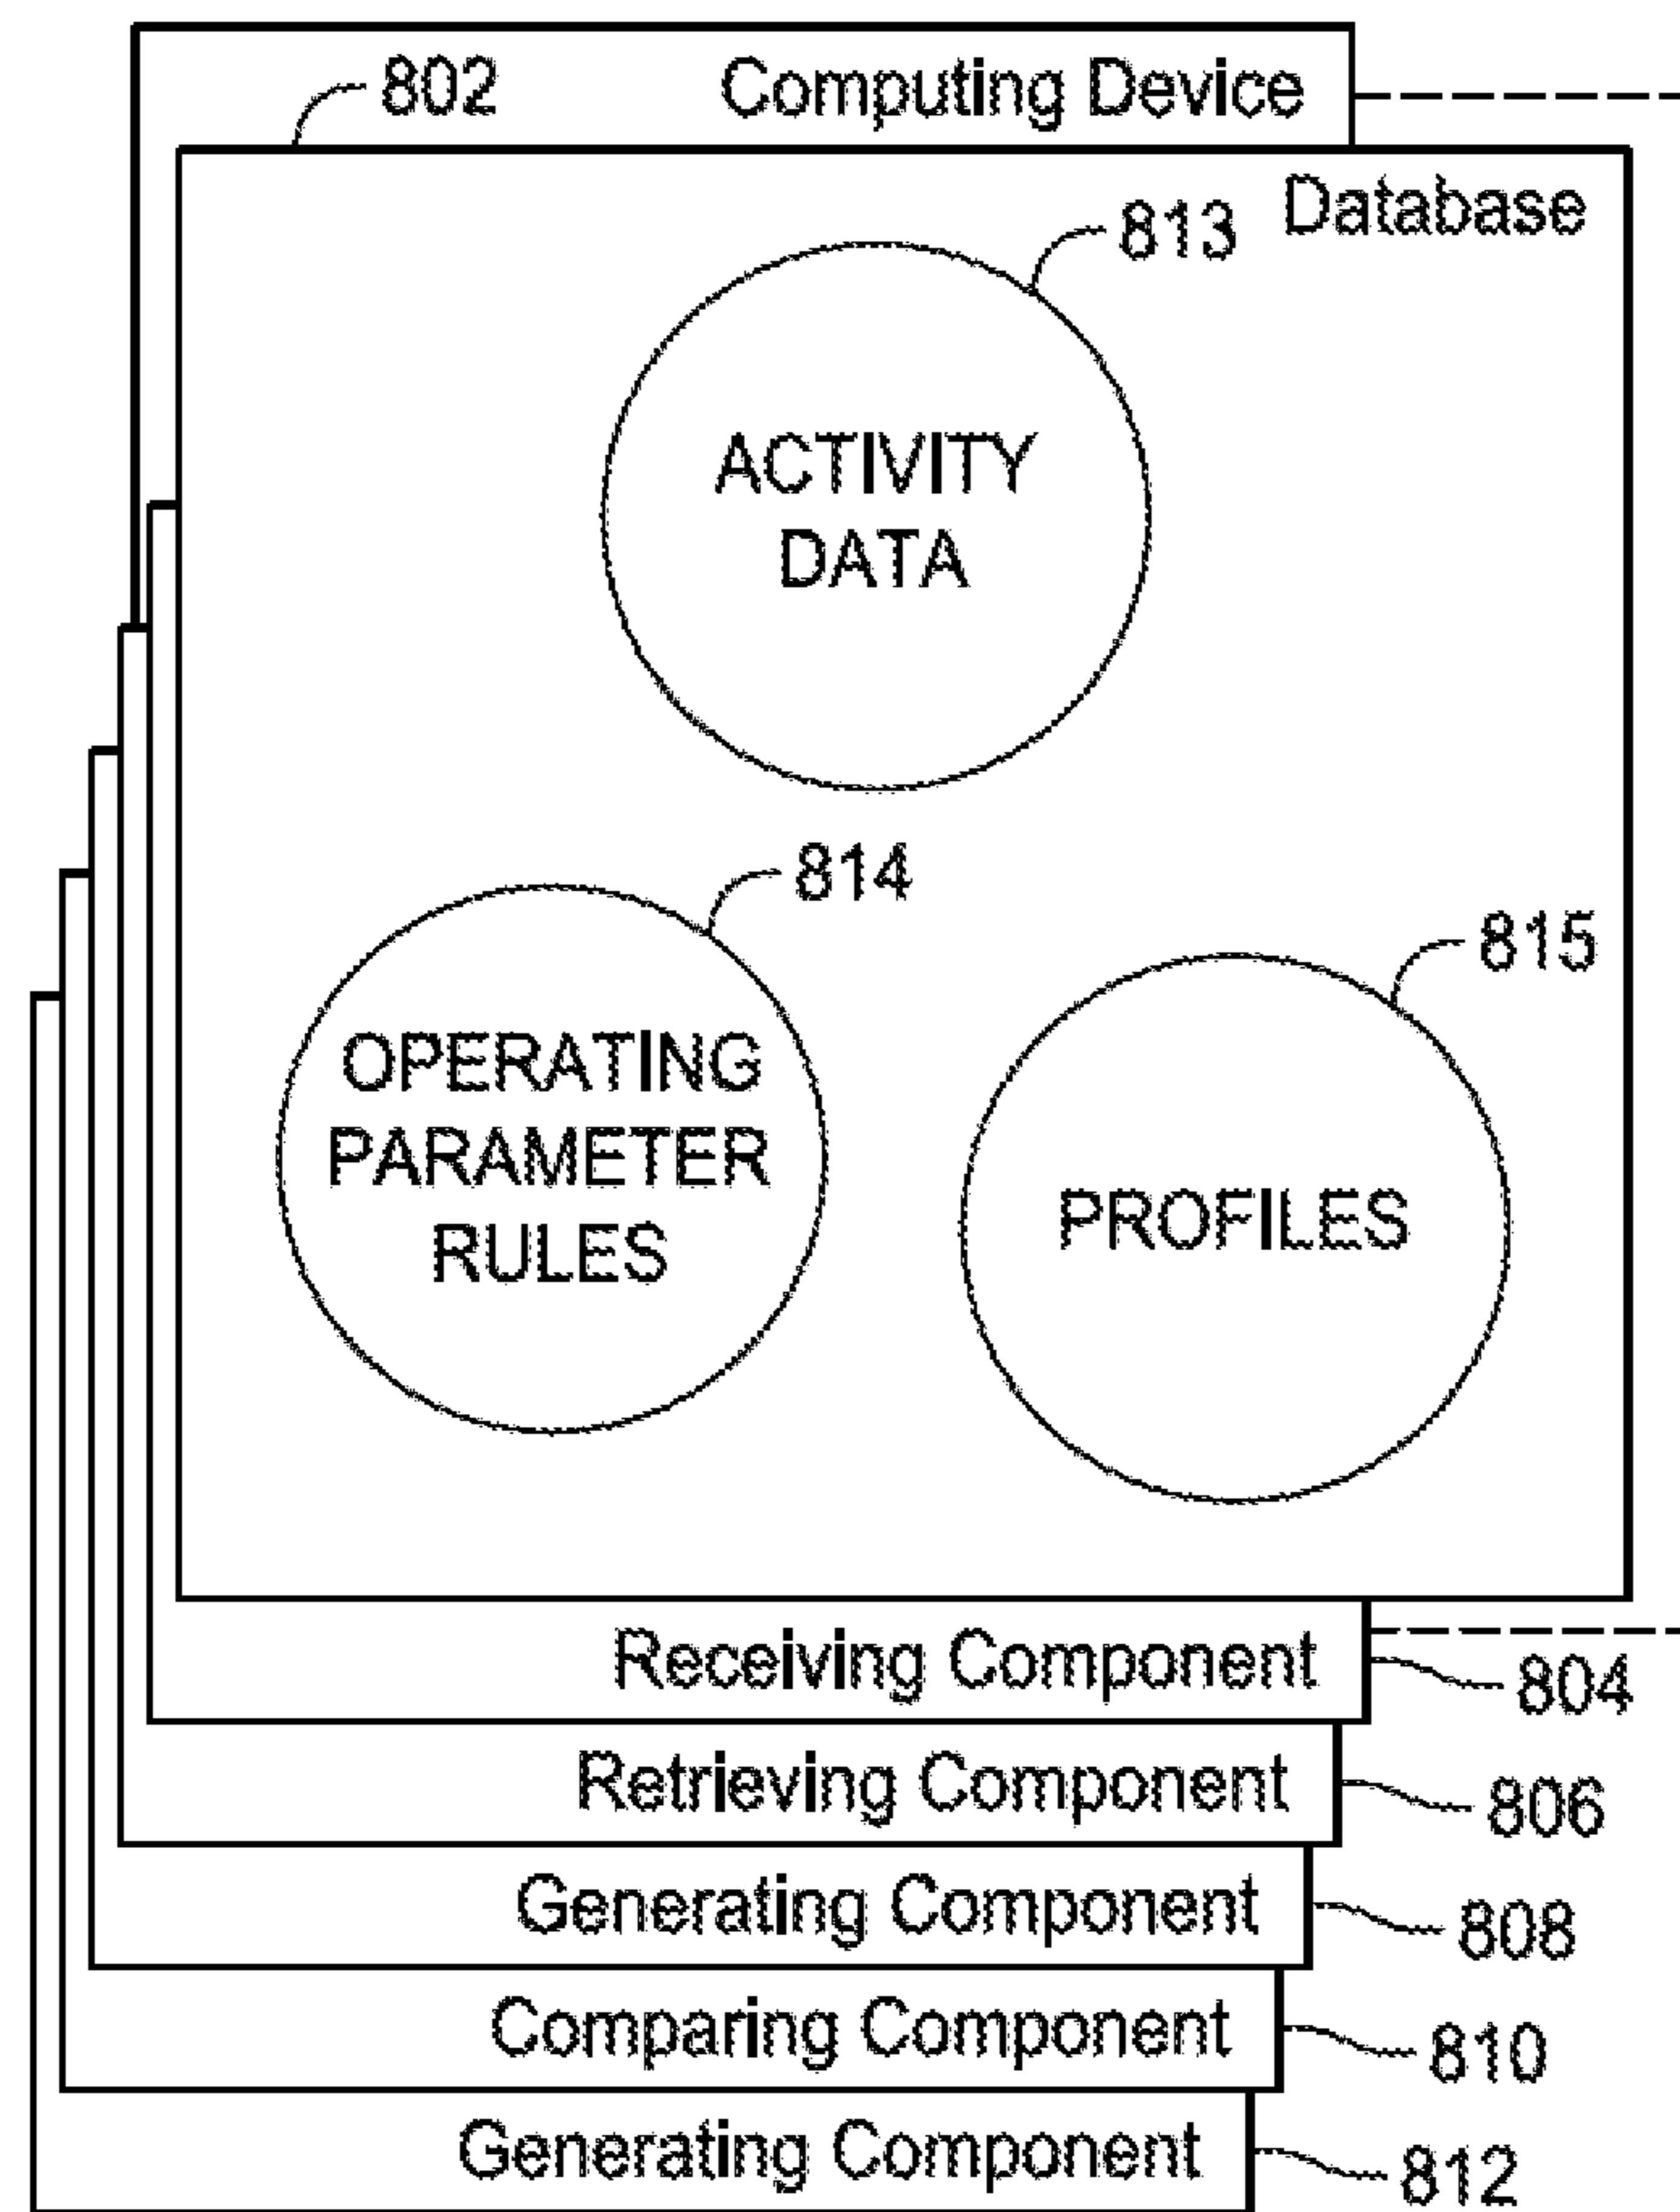 802
Computing Device
Database
813
ACTIVITY
DATA
814
815
OPERATING
PARAMETER
RULES
PROFILES
Receiving Component
804
Retrieving Component
806
Generating Component
808
Comparing Component
810
Generating Component
812